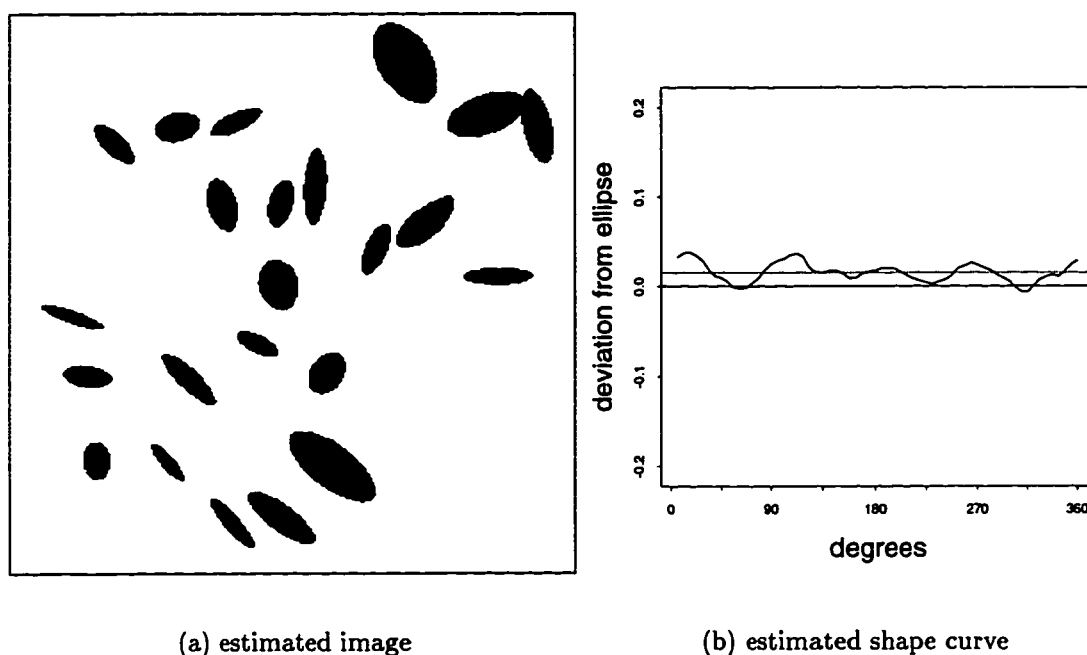 deviation from ellipse
0.2
0.1
0.0
-0.1
-0.2
0 90 180 270 360
degrees
(a) estimated image
(b) estimated shape curve